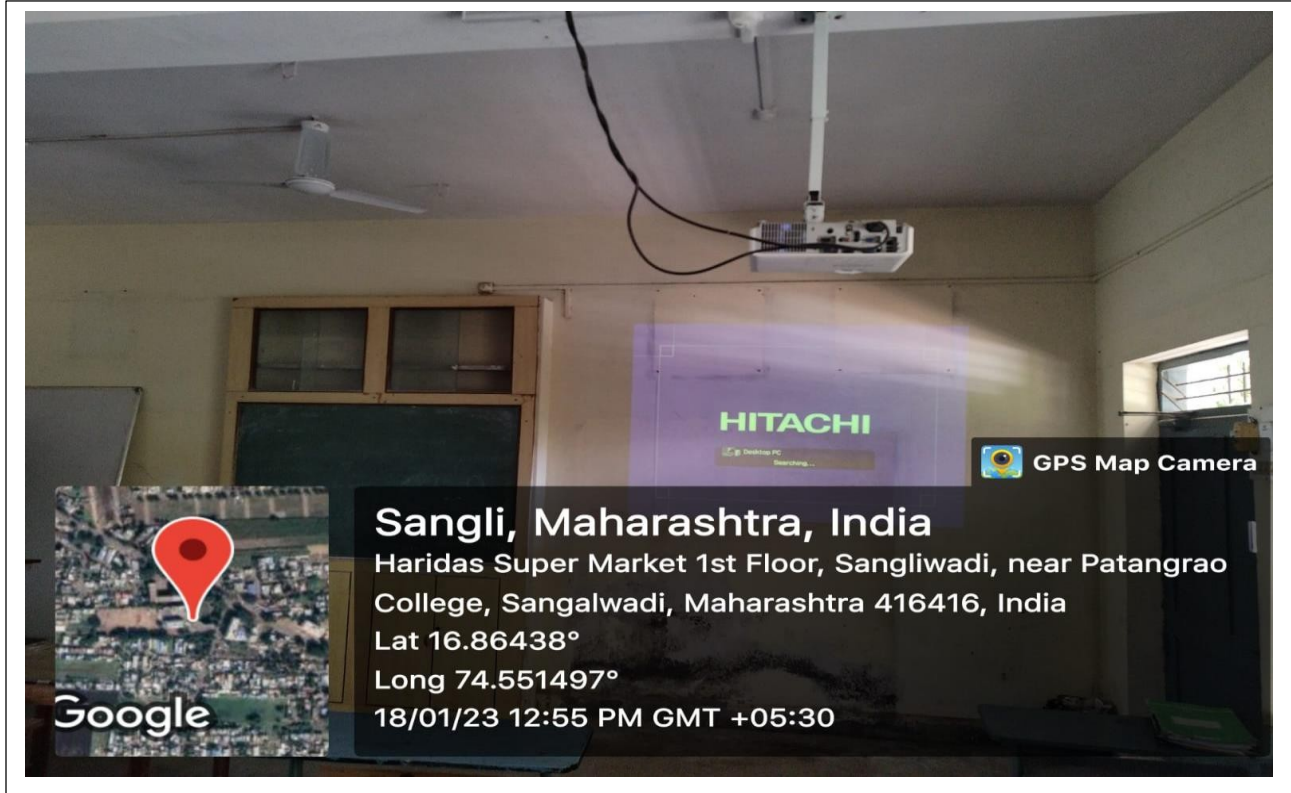 HITACHI
Desktop PC
Searching....
GPS Map Camera
Sangli, Maharashtra, India
Haridas Super Market 1st Floor, Sangliwadi, near Patangrao
College, Sangalwadi, Maharashtra 416416, India
Lat 16.86438°
Long 74.551497°
18/01/23 12:55 PM GMT +05:30
Google